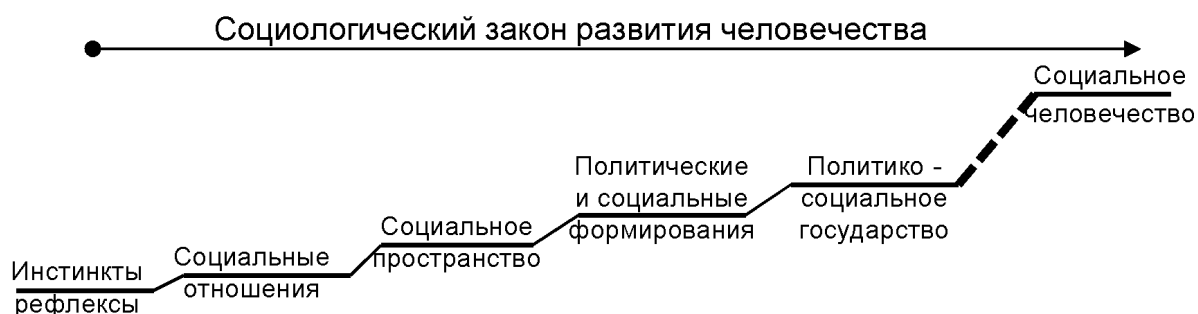 Социологический закон развития человечества
Инстинкты
рефлексы
Социальные
отношения
Социальное
пространство
Политические
и социальные
формирования
Политико -
социальное
государство
Социальное
человечество